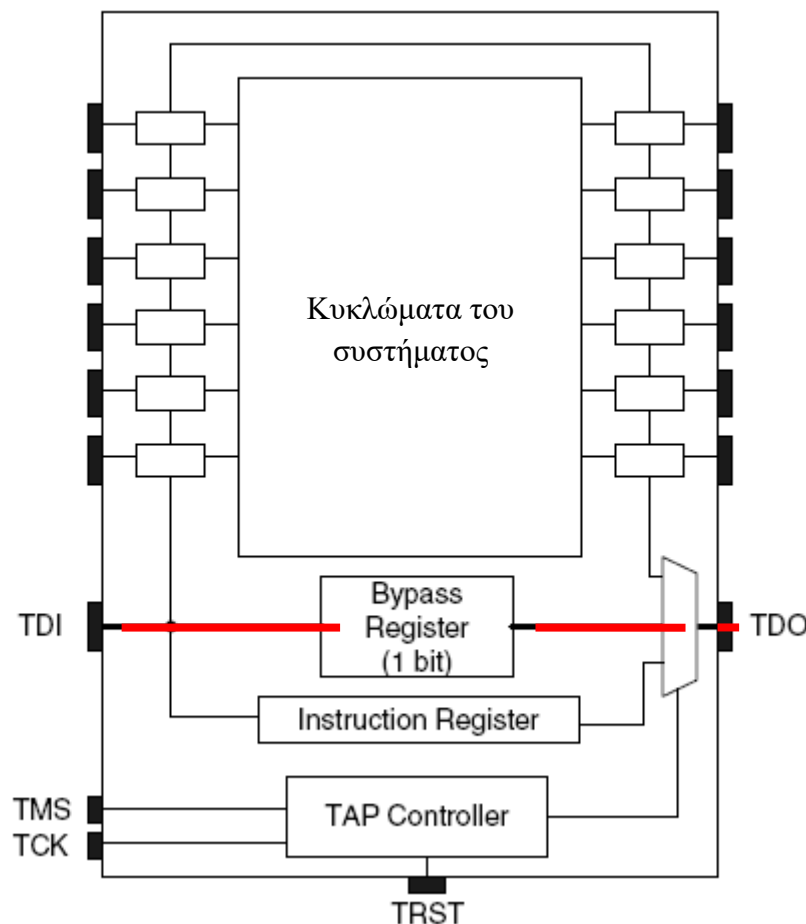 Κυκλώματα του
συστήματος
Bypass
Register
(1 bit)
TDI
TDO
Instruction Register
TMS
TAP Controller
TCK
TRST